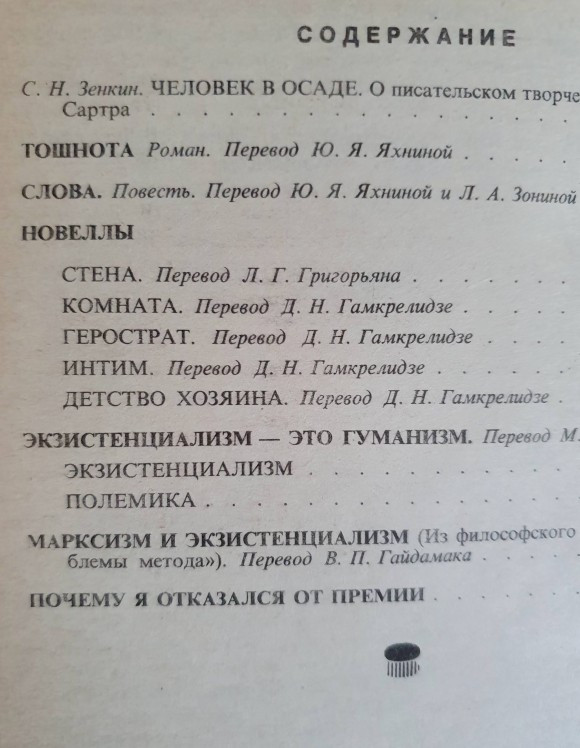 СОДЕРЖАНИЕ
С. Н. Зенкин. ЧЕЛОВЕК В ОСАДЕ. О писательском творче
Сартра . . . . . . . . . . . . .
ТОШНОТА Роман. Перевод Ю. Я. Яхниной . . . .
СЛОВА. Повесть. Перевод Ю. Я. Яхниной и Л. А. Зониной
НОВЕЛЛЫ
СТЕНА. Перевод Л. Г. Григорьяна . . . . . .
КОМНАТА. Перевод Д. Н. Гамкрелидзе . . . .
ГЕРОСТРАТ. Перевод Д. Н. Гамкрелидзе . . . .
ИНТИМ. Перевод Д. Н. Гамкрелидзе . . . . .
ДЕТСТВО ХОЗЯИНА. Перевод Д. Н. Гамкрелидзе .
ЭКЗИСТЕНЦИАЛИЗМ — ЭТО ГУМАНИЗМ. Перевод М.
ЭКЗИСТЕНЦИАЛИЗМ . . . . . . . .
ПОЛЕМИКА . . . . . . . . . . .
МАРКСИЗМ И ЭКЗИСТЕНЦИАЛИЗМ (Из философского
блемы метода»). Перевод В. П. Гайдамака . . . .
ПОЧЕМУ Я ОТКАЗАЛСЯ ОТ ПРЕМИИ . . . . . .